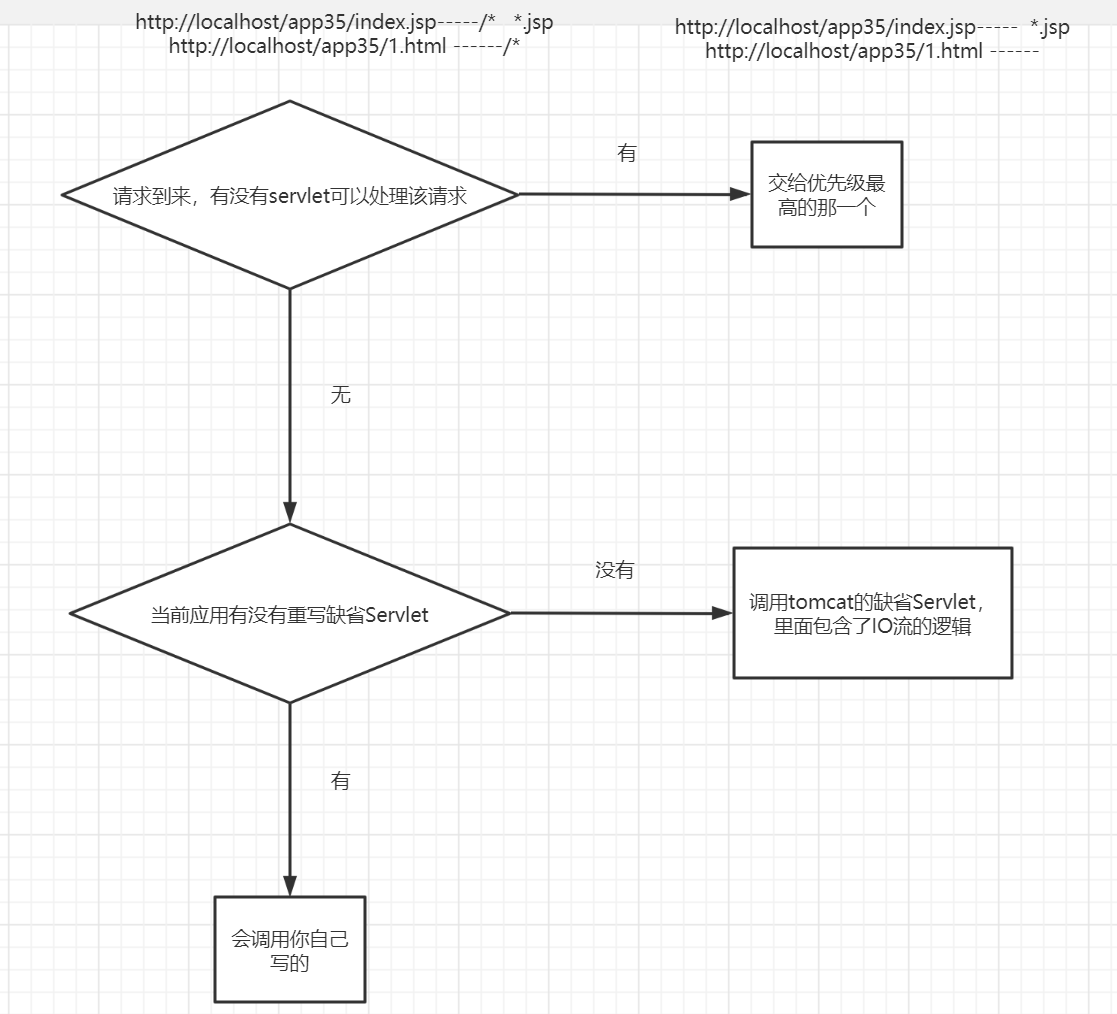 http://localhost/app35/index.jsp-----/*   *.jsp
http://localhost/app35/1.html ------/*
http://localhost/app35/index.jsp-----  *.jsp
http://localhost/app35/1.html ------
请求到来，有没有servlet可以处理该请求
有
交给优先级最
高的那一个
无
当前应用有没有重写缺省Servlet
没有
调用tomcat的缺省Servlet，
里面包含了IO流的逻辑
有
会调用你自己
写的